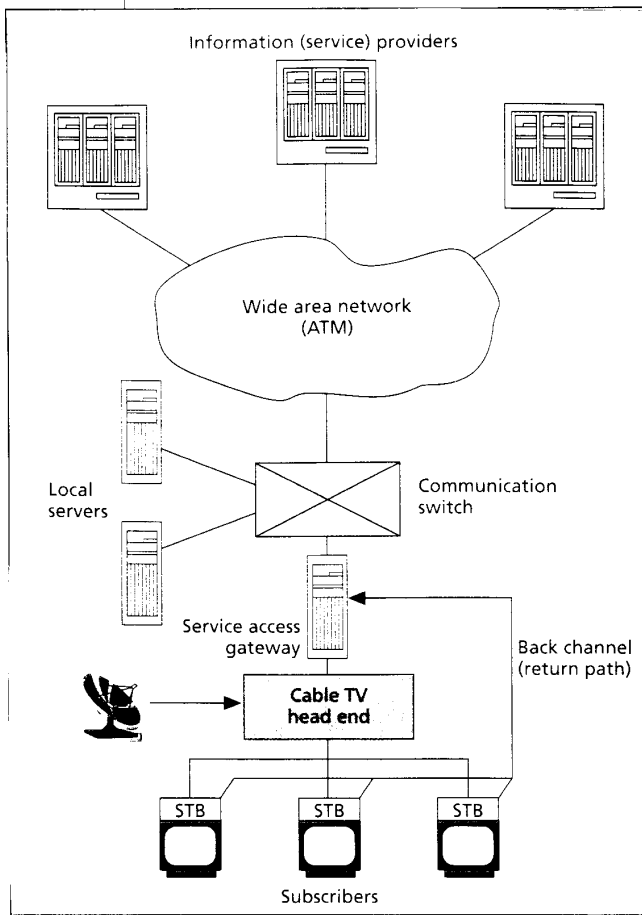 Information (service) providers
Wide area network
(ATM)
Local
servers
Communication
switch
Service access
gateway
Back channel
(return path)
Cable TV
head end
STB
STB
STB
Subscribers